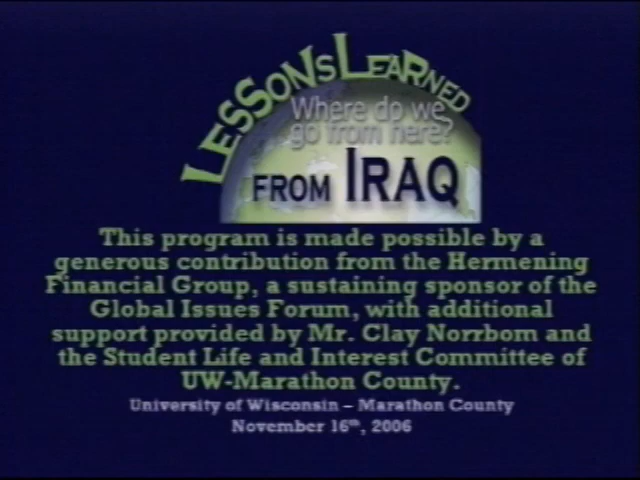 LESSONS LEARNED
Where do we
go from here?
FROM IRAQ
This program is made possible by a
generous contribution from the Hermening
Financial Group, a sustaining sponsor of the
Global Issues Forum, with additional
support provided by Mr. Clay Norrbom and
the Student Life and Interest Committee of
UW-Marathon County.
University of Wisconsin – Marathon County
November 16th, 2006